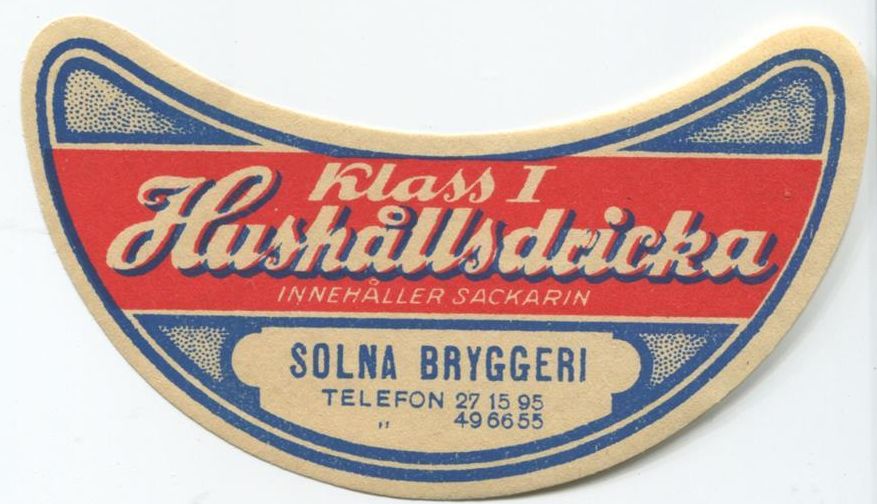 Klass I
Hushållsdricka
INNEHÅLLER SACKARIN
SOLNA BRYGGERI
TELEFON 27 15 95
" 49 66 55